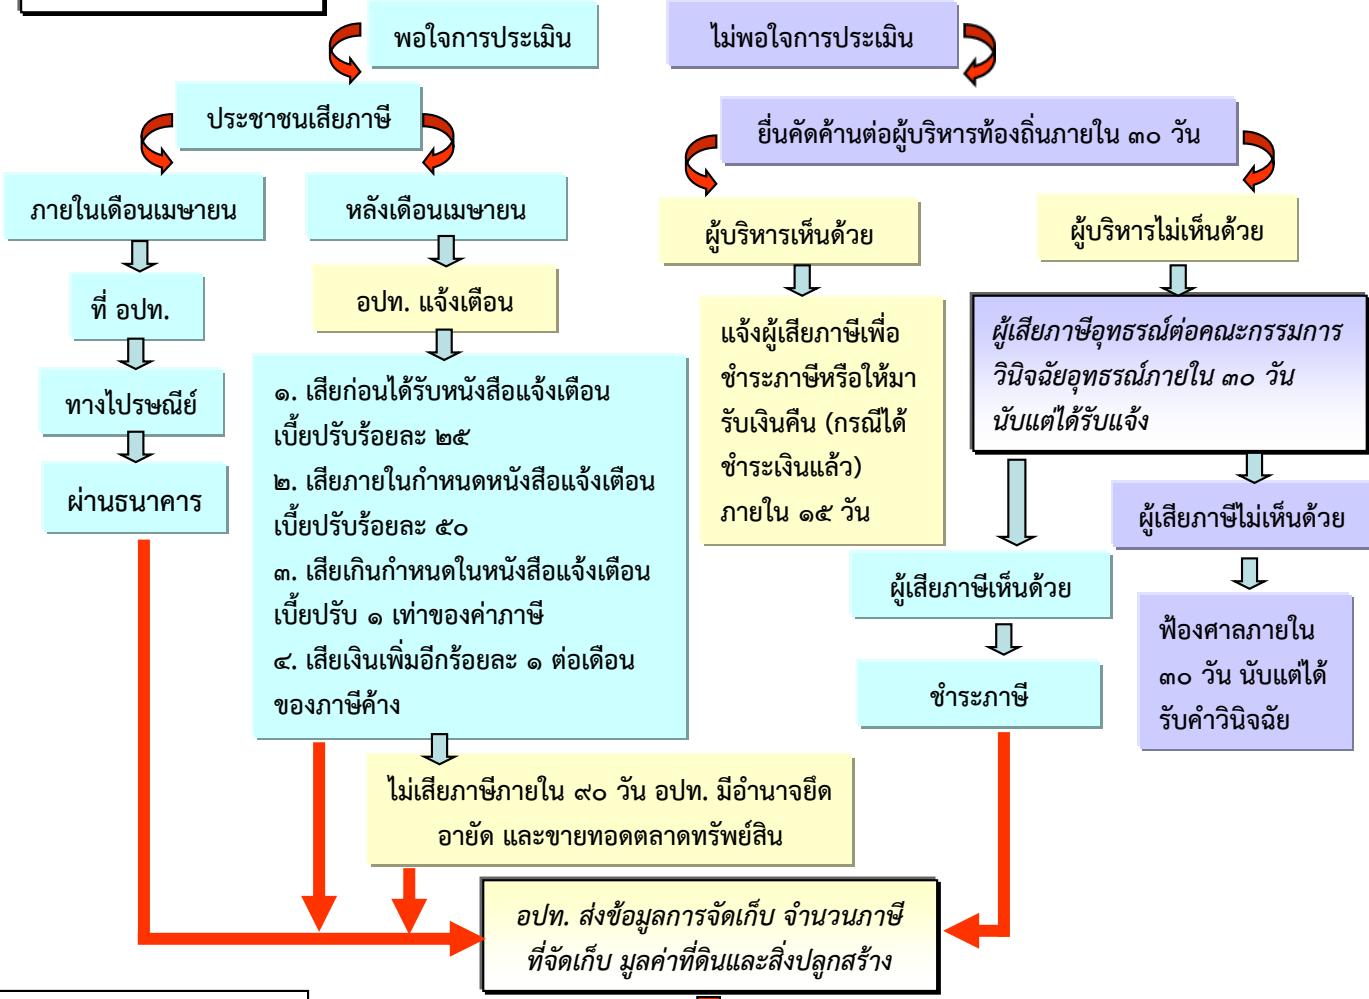 พอใจการประเมิน
ไม่พอใจการประเมิน
ประชาชนเสียภาษี
ยื่นคัดค้านต่อผู้บริหารท้องถิ่นภายใน ๓๐ วัน
ภายในเดือนเมษายน
หลังเดือนเมษายน
ผู้บริหารเห็นด้วย
ผู้บริหารไม่เห็นด้วย
ที่ อปท.
อปท. แจ้งเตือน
ทางไปรษณีย์
ผ่านธนาคาร
๑. เสียก่อนได้รับหนังสือแจ้งเตือน
เบี้ยปรับร้อยละ ๒๕
๒. เสียภายในกำหนดหนังสือแจ้งเตือน
เบี้ยปรับร้อยละ ๕๐
๓. เสียเกินกำหนดในหนังสือแจ้งเตือน
เบี้ยปรับ ๑ เท่าของค่าภาษี
๔. เสียเงินเพิ่มอีกร้อยละ ๑ ต่อเดือน
ของภาษีค้าง
แจ้งผู้เสียภาษีเพื่อ
ชำระภาษีหรือให้มา
รับเงินคืน (กรณีได้
ชำระเงินแล้ว)
ภายใน ๑๕ วัน
ผู้เสียภาษีอุทธรณ์ต่อคณะกรรมการ
วินิจฉัยอุทธรณ์ภายใน ๓๐ วัน
นับแต่ได้รับแจ้ง
ผู้เสียภาษีไม่เห็นด้วย
ผู้เสียภาษีเห็นด้วย
ฟ้องศาลภายใน
๓๐ วัน นับแต่ได้
รับคำวินิจฉัย
ชำระภาษี
ไม่เสียภาษีภายใน ๙๐ วัน อปท. มีอำนาจยึด
อายัด และขายทอดตลาดทรัพย์สิน
อปท. ส่งข้อมูลการจัดเก็บ จำนวนภาษี
ที่จัดเก็บ มูลค่าที่ดินและสิ่งปลูกสร้าง